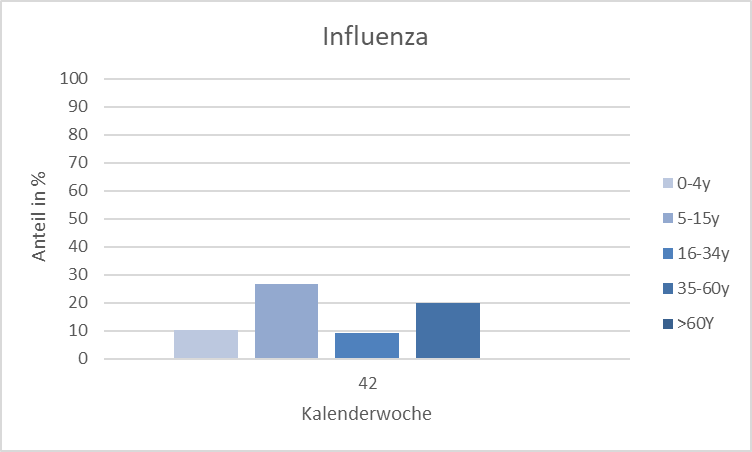 Influenza
Anteil in %
100
90
80
70
60
50
40
30
20
10
0
42
Kalenderwoche
0-4y
5-15y
16-34y
35-60y
>60Y